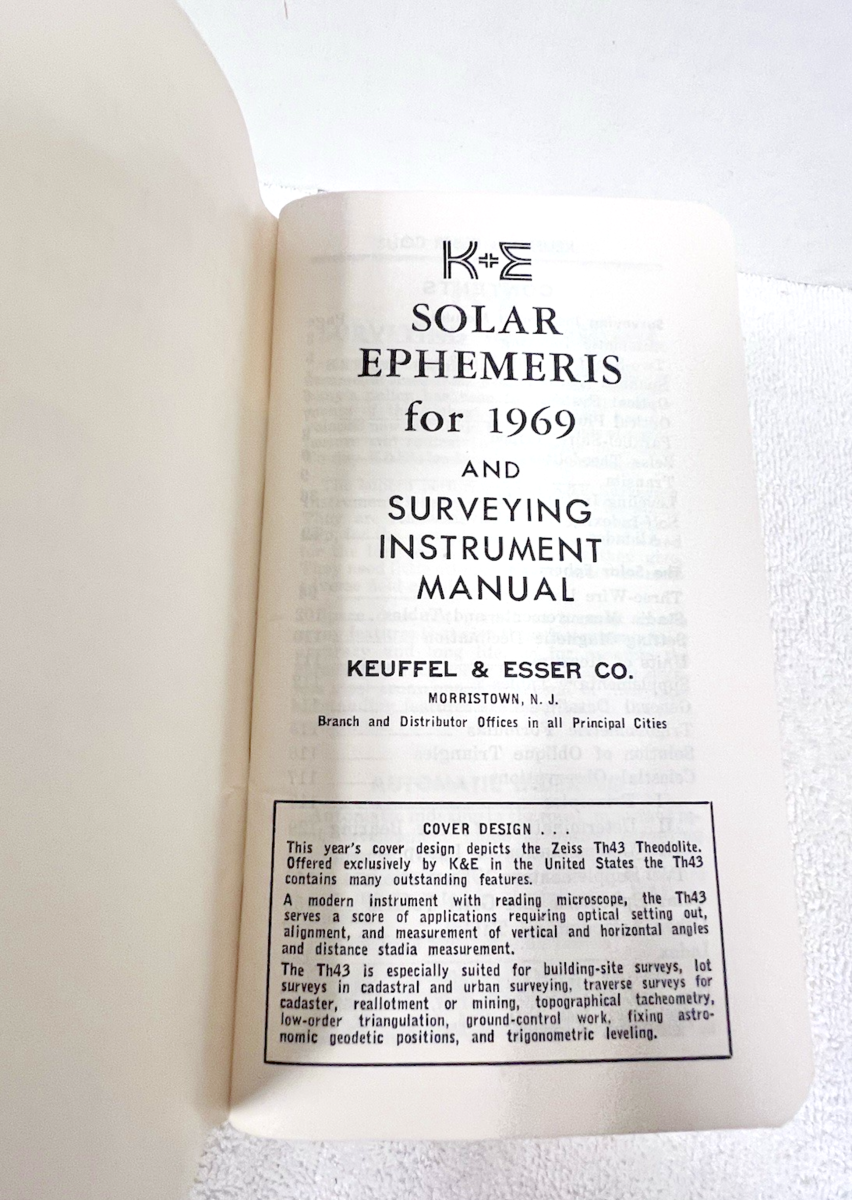 K+E
SOLAR
EPHEMERIS
for 1969
AND
SURVEYING
INSTRUMENT
MANUAL
KEUFFEL & ESSER CO.
MORRISTOWN, N. J.
Branch and Distributor Offices in all Principal Cities
COVER DESIGN . . .
This year's cover design depicts the Zeiss Th43 Theodolite.
Offered exclusively by K&E in the United States the Th43
contains many outstanding features.
A modern instrument with reading microscope, the Th43
serves a score of applications requiring optical setting out,
alignment, and measurement of vertical and horizontal angles
and distance stadia measurement.
The Th43 is especially suited for building-site surveys, lot
surveys in cadastral and urban surveying, traverse surveys for
cadaster, reallotment or mining, topographical tacheometry,
low-order triangulation, ground-control work, fixing astro-
nomic geodetic positions, and trigonometric leveling.